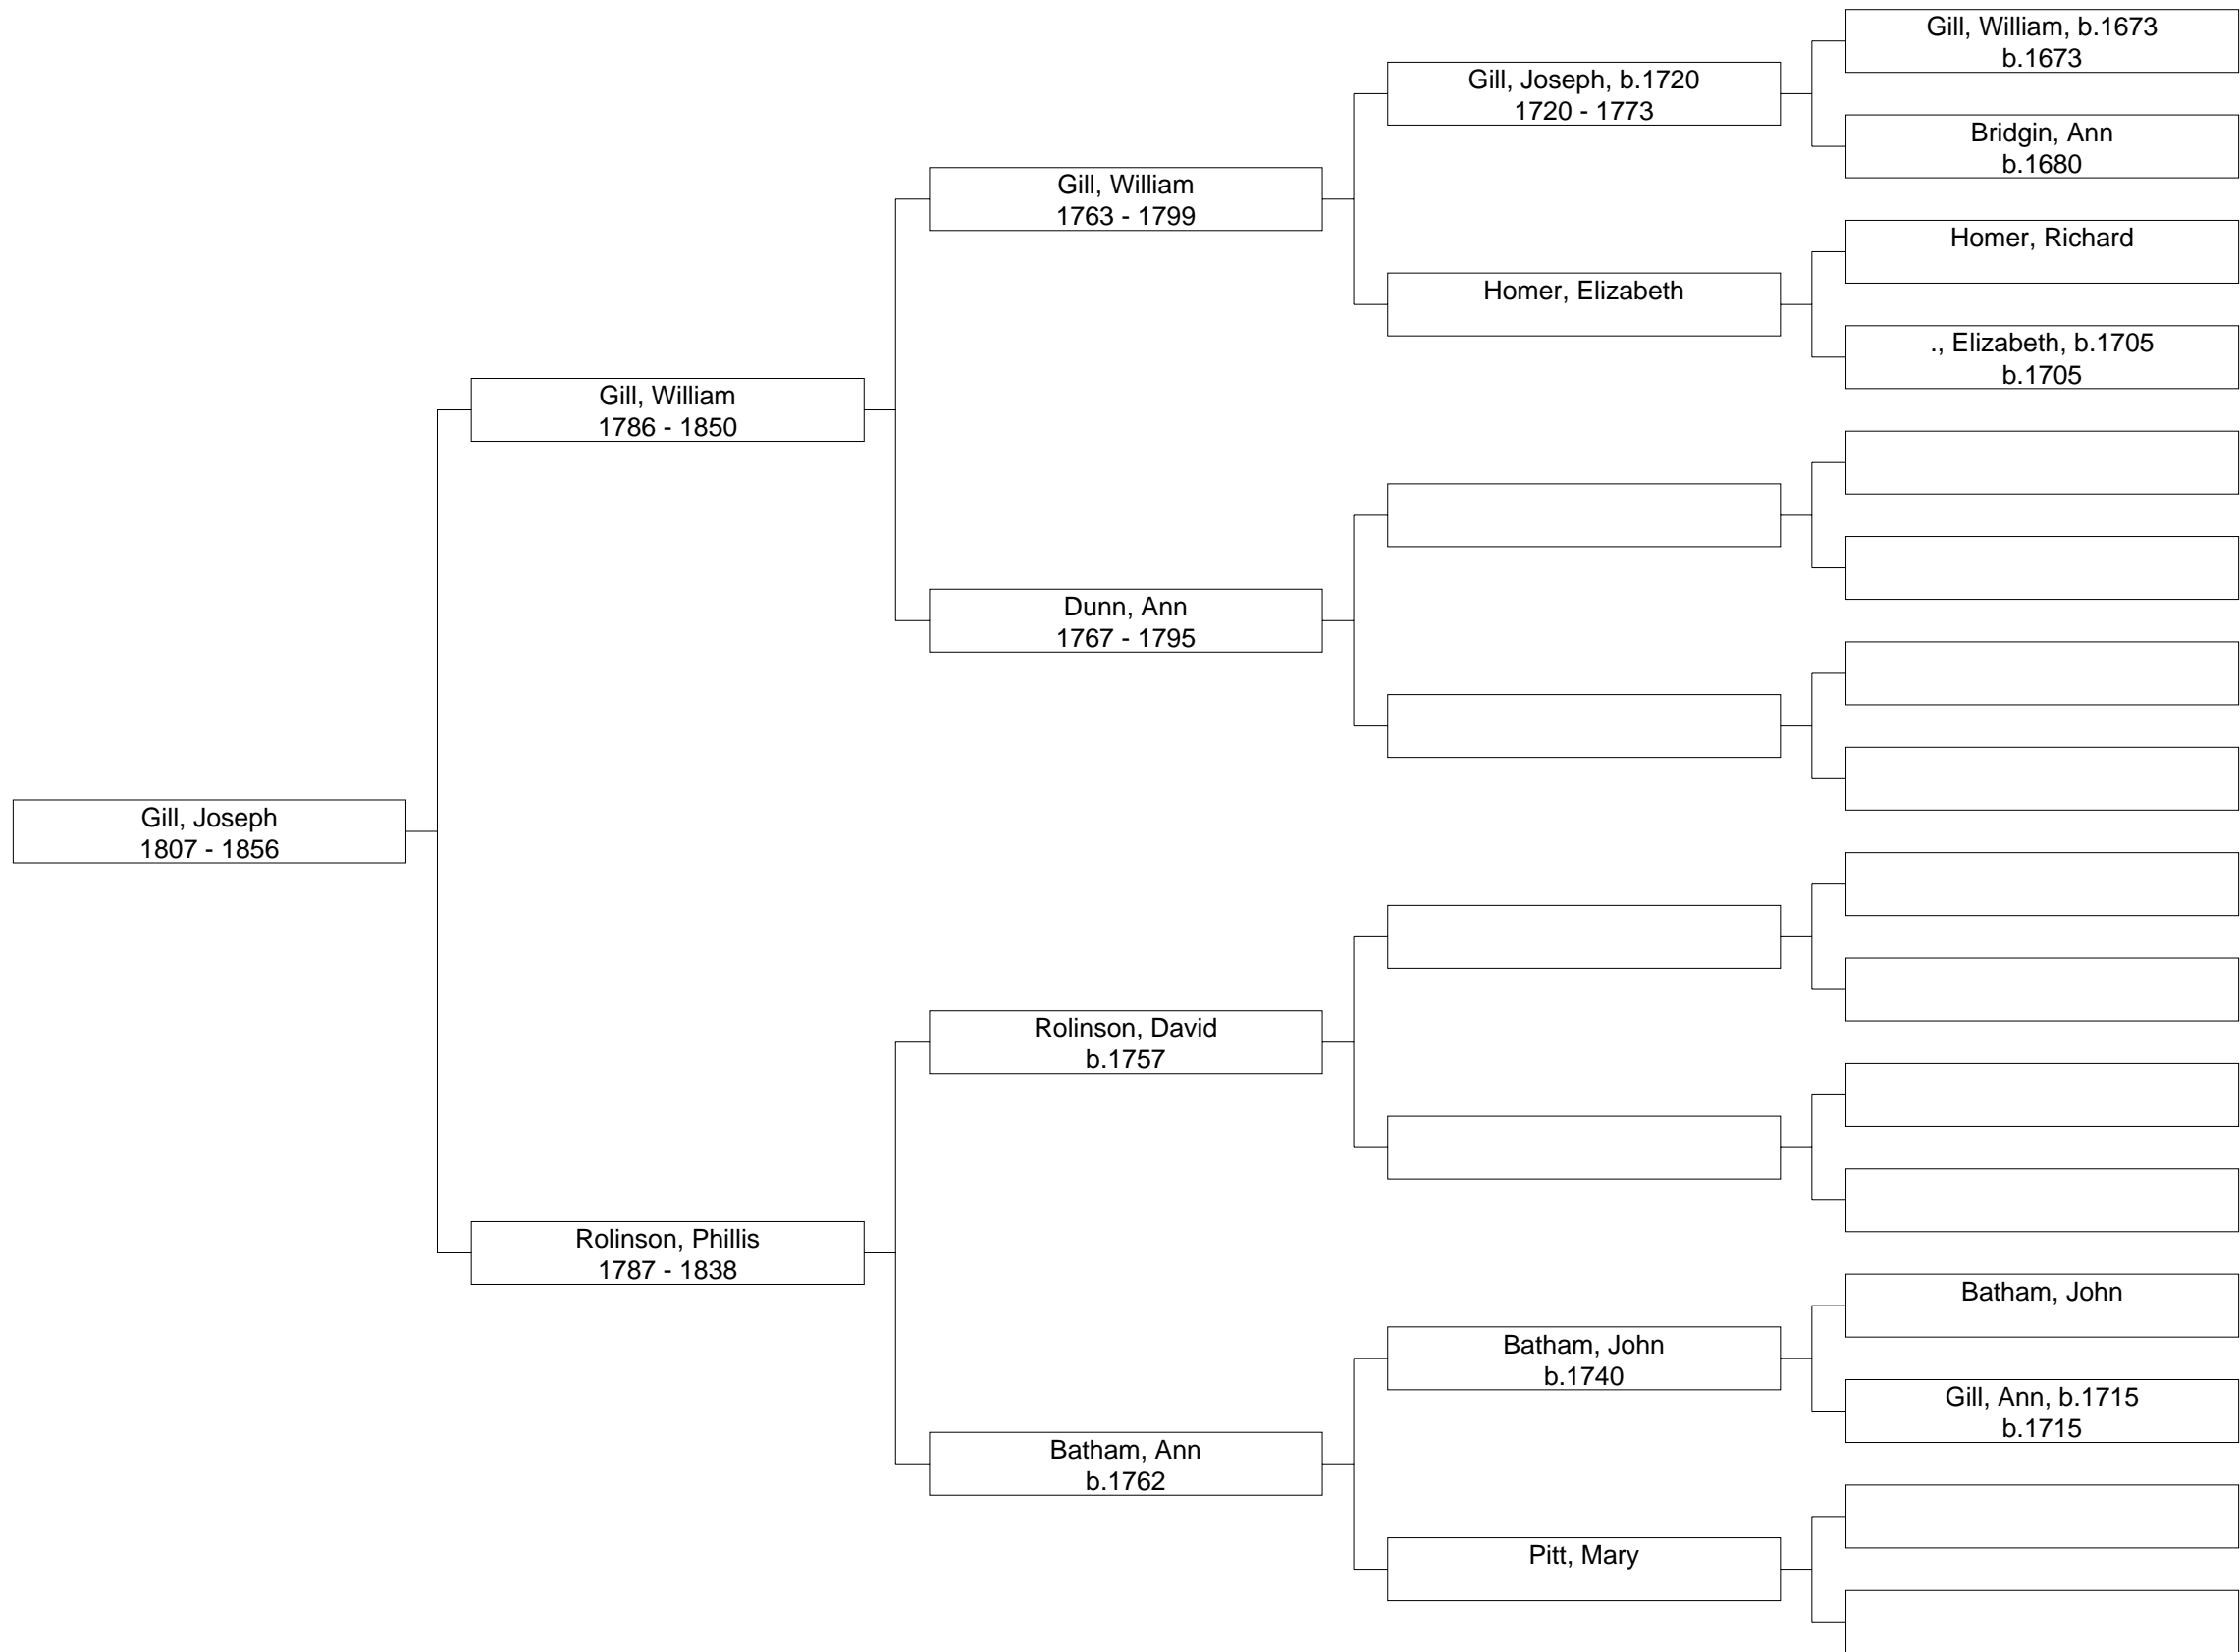 Gill, William, b.1673
b.1673
Gill, Joseph, b.1720
1720 - 1773
Bridgin, Ann
b.1680
Gill, William
1763 - 1799
Homer, Richard
Homer, Elizabeth
., Elizabeth, b.1705
b.1705
Gill, William
1786 - 1850
Dunn, Ann
1767 - 1795
Gill, Joseph
1807 - 1856
Rolinson, David
b.1757
Rolinson, Phillis
1787 - 1838
Batham, John
Batham, John
b.1740
Gill, Ann, b.1715
b.1715
Batham, Ann
b.1762
Pitt, Mary